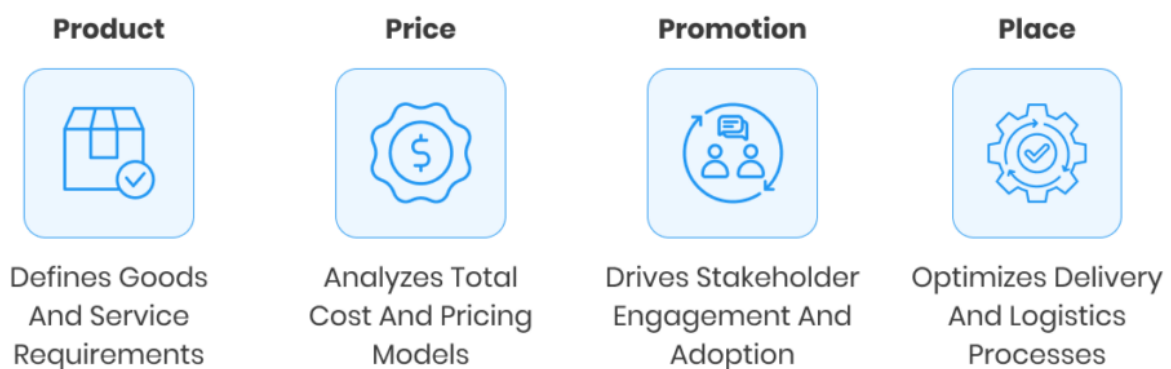 Product
Defines Goods
And Service
Requirements
Price
$
Analyzes Total
Cost And Pricing
Models
Promotion
Drives Stakeholder
Engagement And
Adoption
Place
Optimizes Delivery
And Logistics
Processes